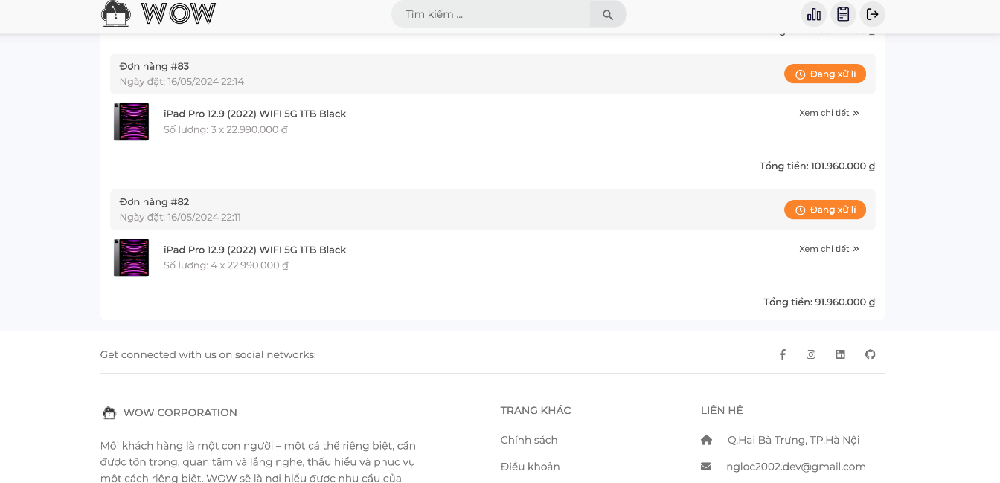 WOW
Tìm kiếm ...
Đơn hàng #83
Ngày đặt: 16/05/2024 22:14
Đang xử lí
iPad Pro 12.9 (2022) WIFI 5G 1TB Black
Xem chi tiết »
Số lượng: 3 x 22.990.000 ₫
Tổng tiền: 101.960.000 ₫
Đơn hàng #82
Ngày đặt: 16/05/2024 22:11
Đang xử lí
iPad Pro 12.9 (2022) WIFI 5G 1TB Black
Xem chi tiết »
Số lượng: 4 x 22.990.000 ₫
Tổng tiền: 91.960.000 ₫
Get connected with us on social networks:
WOW CORPORATION
Mỗi khách hàng là một con người – một cá thể riêng biệt, cần
được tôn trọng, quan tâm và lắng nghe, thấu hiểu và phục vụ
một cách riêng biệt. WOW sẽ là nơi hiểu được nhu cầu của
TRANG KHÁC
Chính sách
Điều khoản
LIÊN HỆ
Q.Hai Bà Trưng, TP.Hà Nội
ngloc2002.dev@gmail.com